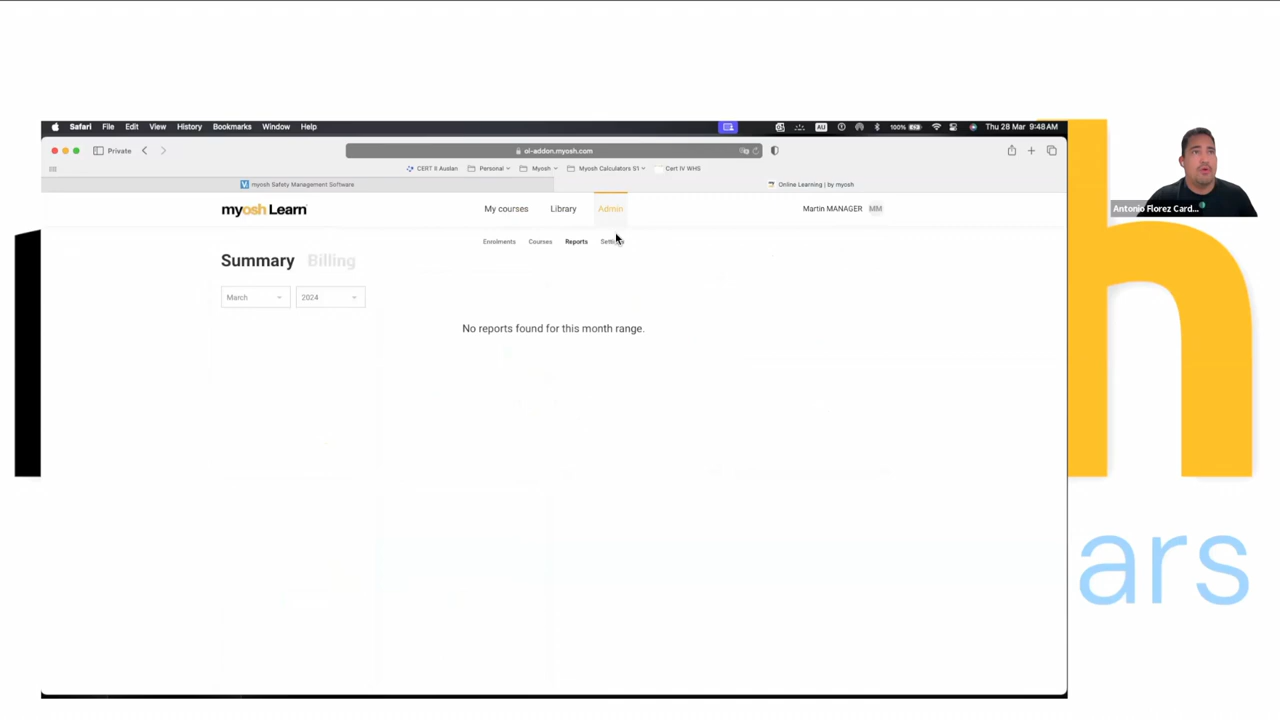 Safari File Edit View History Bookmarks Window Help AU 100% Thu 28 Mar 9:48 AM
Private ol-addon.myosh.com
CERT II Auslan Personal Myosh Myosh Calculators S1 Cert IV WHS
myosh Safety Management Software Online Learning | by myosh
myosh Learn My courses Library Admin Martin MANAGER MM
Enrolments Courses Reports
Summary Billing
March 2024
No reports found for this month range.
Antonio Florez Card...
h
ars